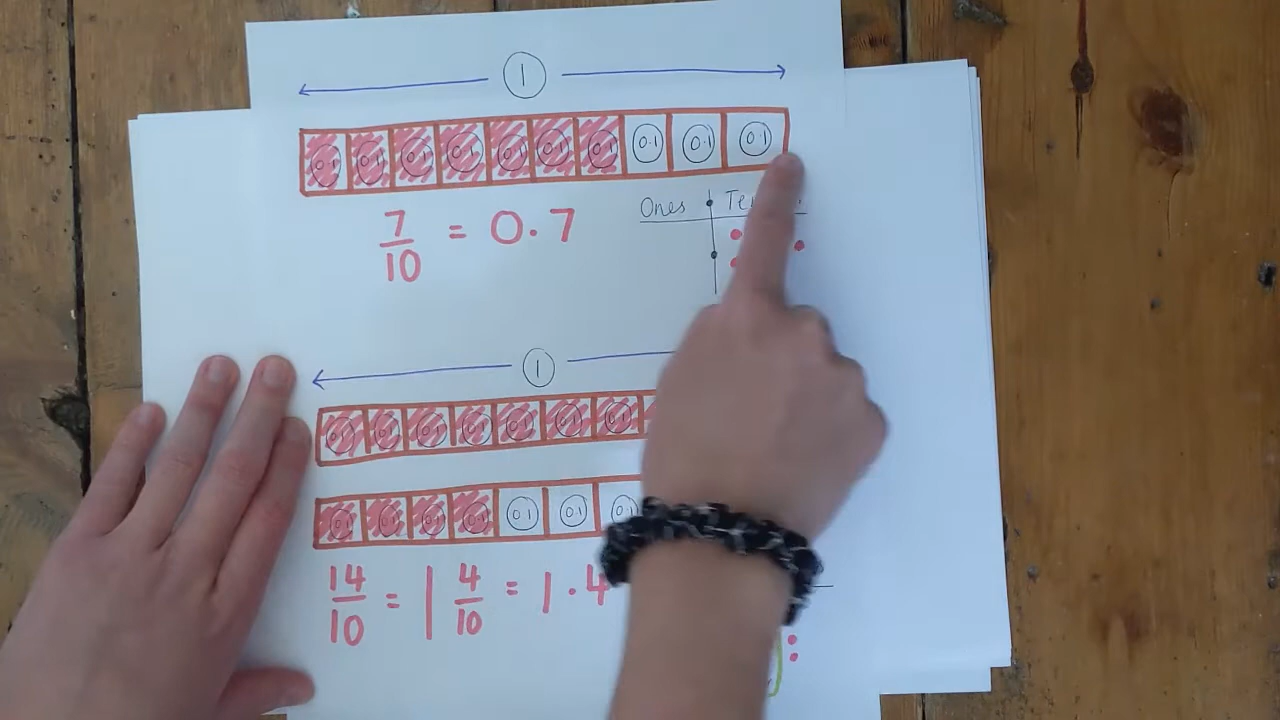 1
0.1 0.1 0.1 0.1 0.1 0.1 0.1 0.1 0.1 0.1
7/10 = 0.7
Ones
1
0.1 0.1 0.1 0.1 0.1 0.1 0.1
0.1 0.1 0.1 0.1 0.1 0.1 0.1
14/10 = 1 4/10 = 1.4